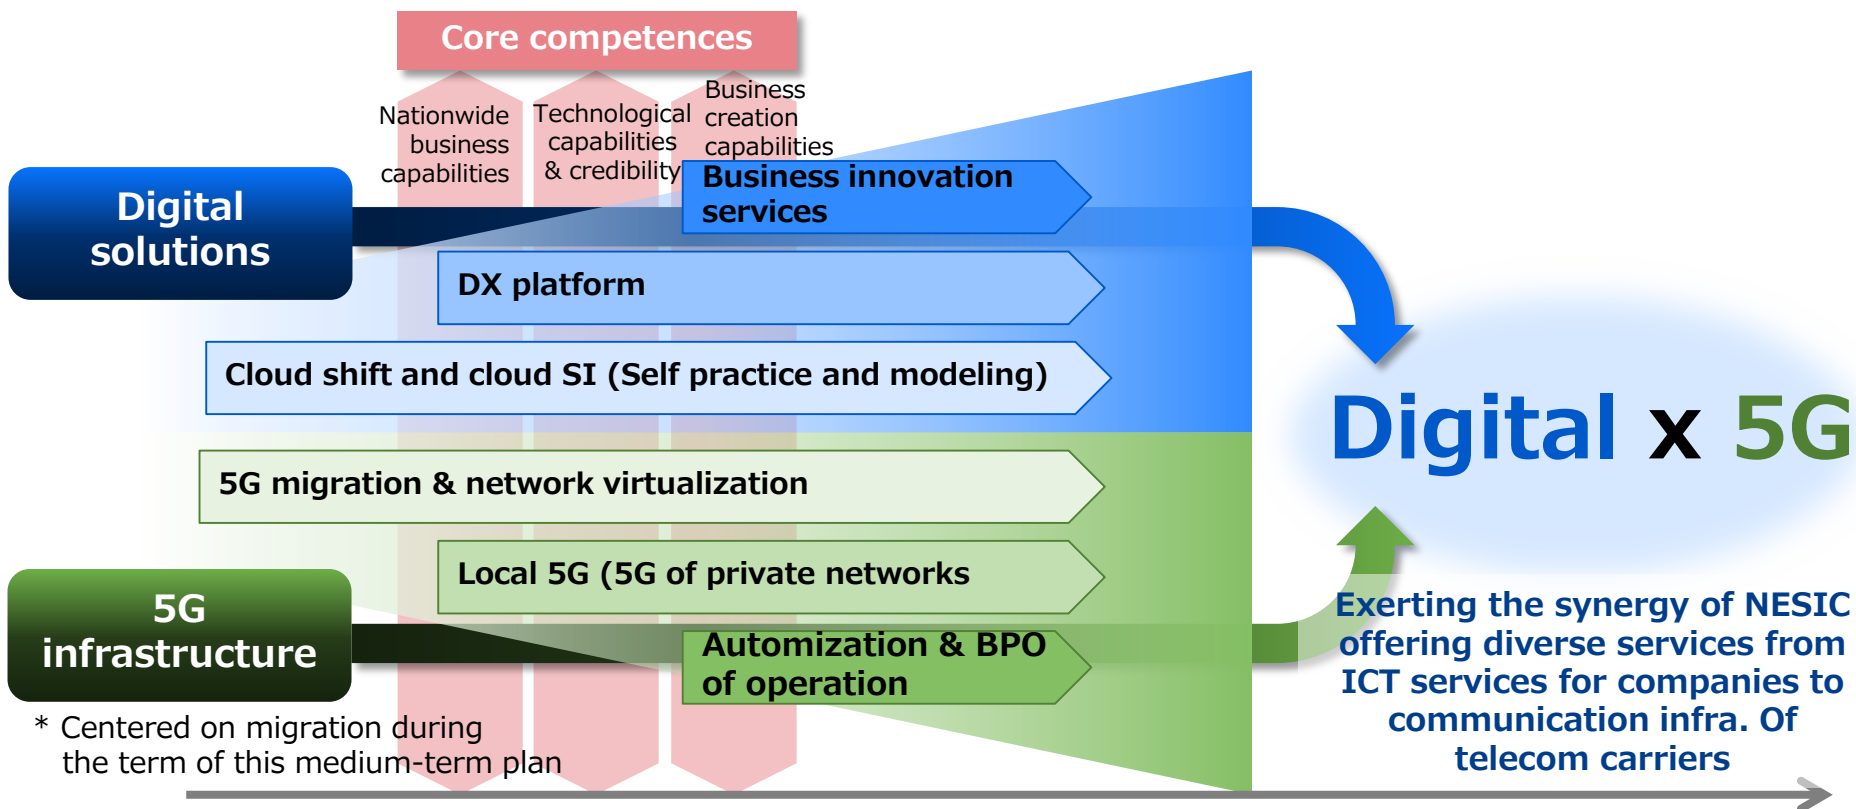 Core competences
Nationwide
business
capabilities
Technological
capabilities
& credibility
Business
creation
capabilities
Digital
solutions
Business innovation
services
DX platform
Cloud shift and cloud SI (Self practice and modeling)
Digital x 5G
5G migration & network virtualization
Local 5G (5G of private networks
5G
infrastructure
Automization & BPO
of operation
Exerting the synergy of NESIC
offering diverse services from
ICT services for companies to
communication infra. Of
telecom carriers
* Centered on migration during
the term of this medium-term plan